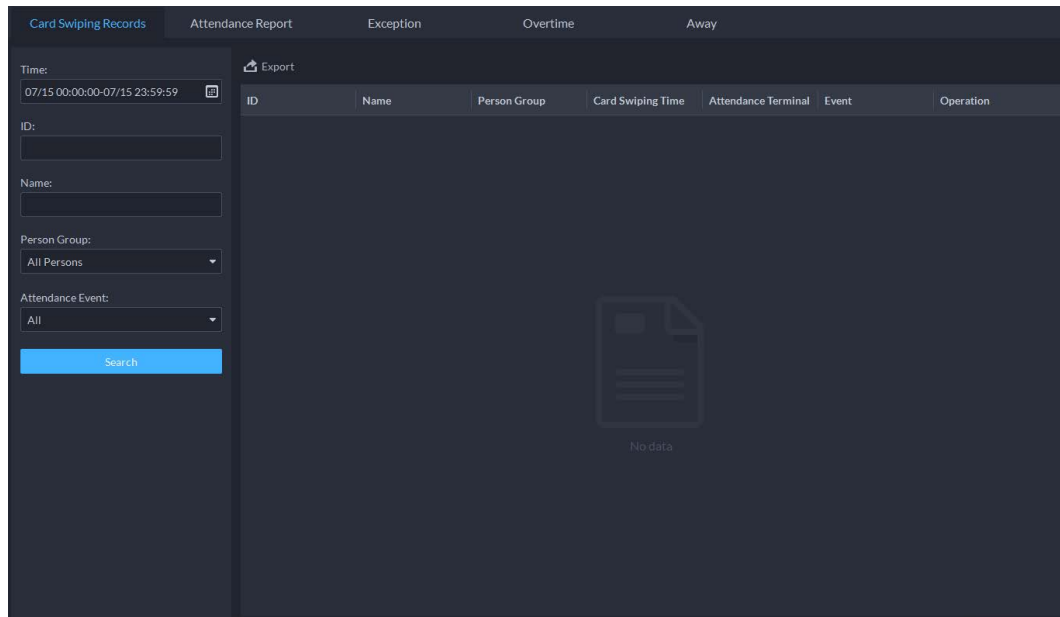 Card Swiping Records Attendance Report Exception Overtime Away
Time:
07/15 00:00:00-07/15 23:59:59
ID:
Name:
Person Group:
All Persons
Attendance Event:
All
Search
Export
ID Name Person Group Card Swiping Time Attendance Terminal Event Operation
No data